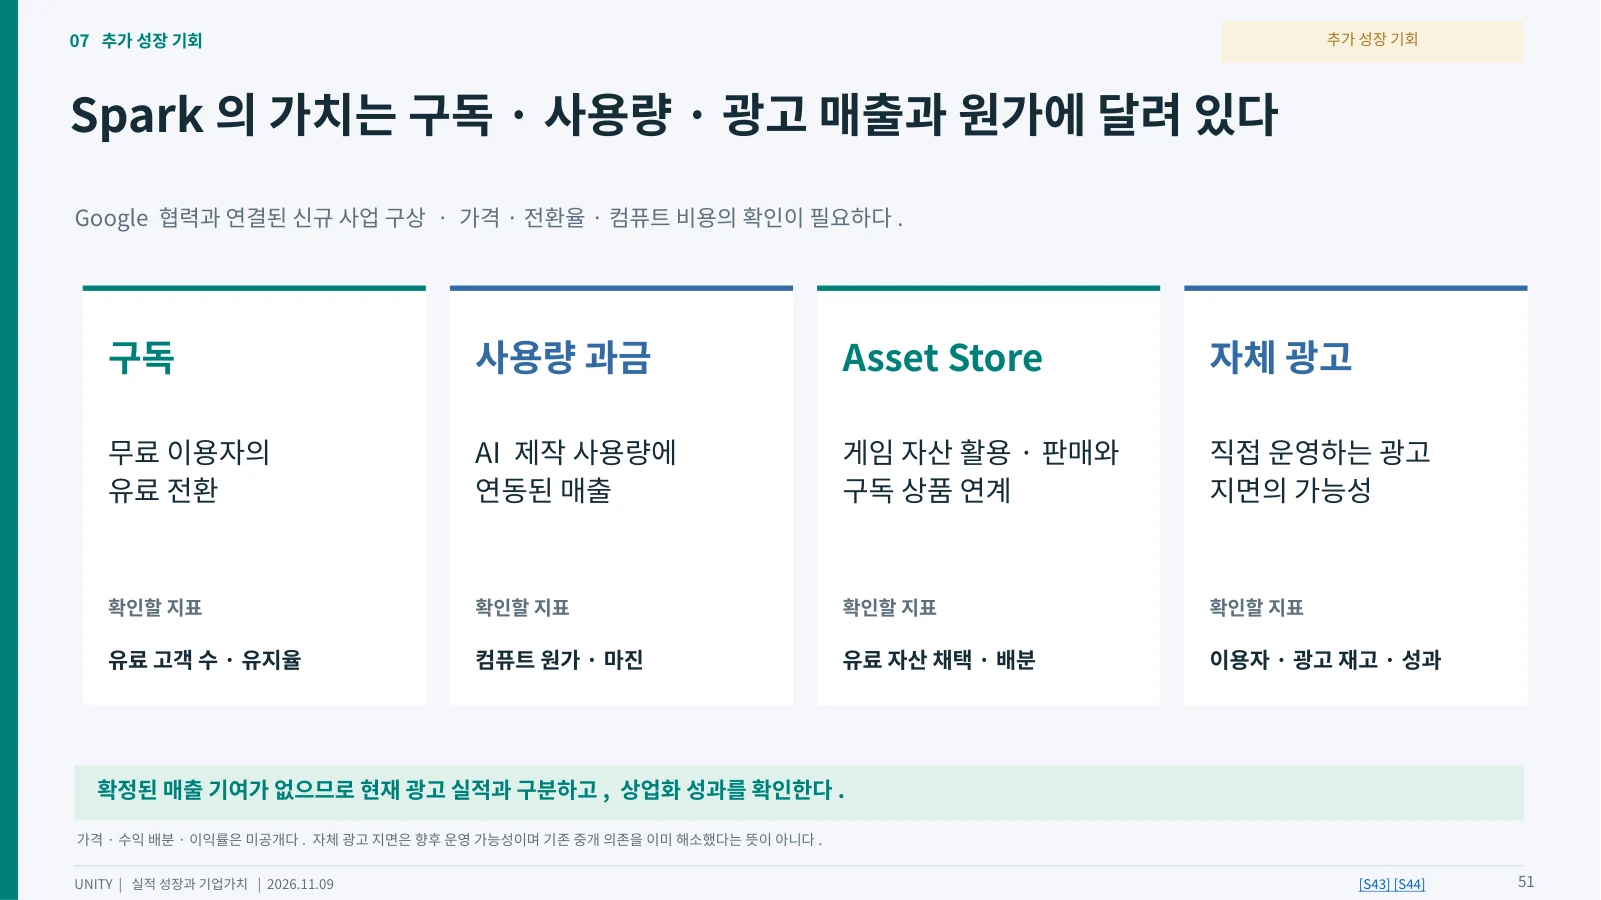 07 추가 성장 기회
추가 성장 기회
Spark 의 가치는 구독 · 사용량 · 광고 매출과 원가에 달려 있다
Google 협력과 연결된 신규 사업 구상 · 가격 · 전환율 · 컴퓨트 비용의 확인이 필요하다 .
구독
무료 이용자의
유료 전환
확인할 지표
유료 고객 수 · 유지율
사용량 과금
AI 제작 사용량에
연동된 매출
확인할 지표
컴퓨트 원가 · 마진
Asset Store
게임 자산 활용 · 판매와
구독 상품 연계
확인할 지표
유료 자산 채택 · 배분
자체 광고
직접 운영하는 광고
지면의 가능성
확인할 지표
이용자 · 광고 재고 · 성과
확정된 매출 기여가 없으므로 현재 광고 실적과 구분하고 , 상업화 성과를 확인한다 .
가격 · 수익 배분 · 이익률은 미공개다 . 자체 광고 지면은 향후 운영 가능성이며 기존 중개 의존을 이미 해소했다는 뜻이 아니다 .
UNITY | 실적 성장과 기업가치 | 2026.11.09
[S43] [S44]
51